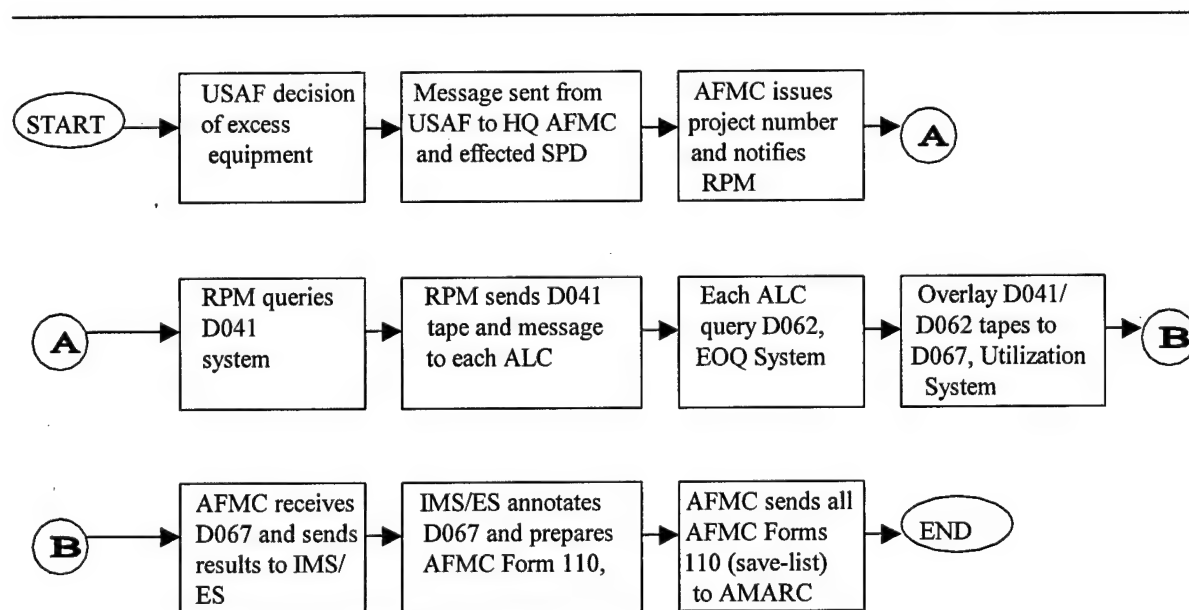 START
USAF decision
of excess
equipment
Message sent from
USAF to HQ AFMC
and effected SPD
AFMC issues
project number
and notifies
RPM
A
A
RPM queries
D041
system
RPM sends D041
tape and message
to each ALC
Each ALC
query D062,
EOQ System
Overlay D041/
D062 tapes to
D067, Utilization
System
B
B
AFMC receives
D067 and sends
results to IMS/
ES
IMS/ES annotates
D067 and prepares
AFMC Form 110,
AFMC sends all
AFMC Forms
110 (save-list)
to AMARC
END